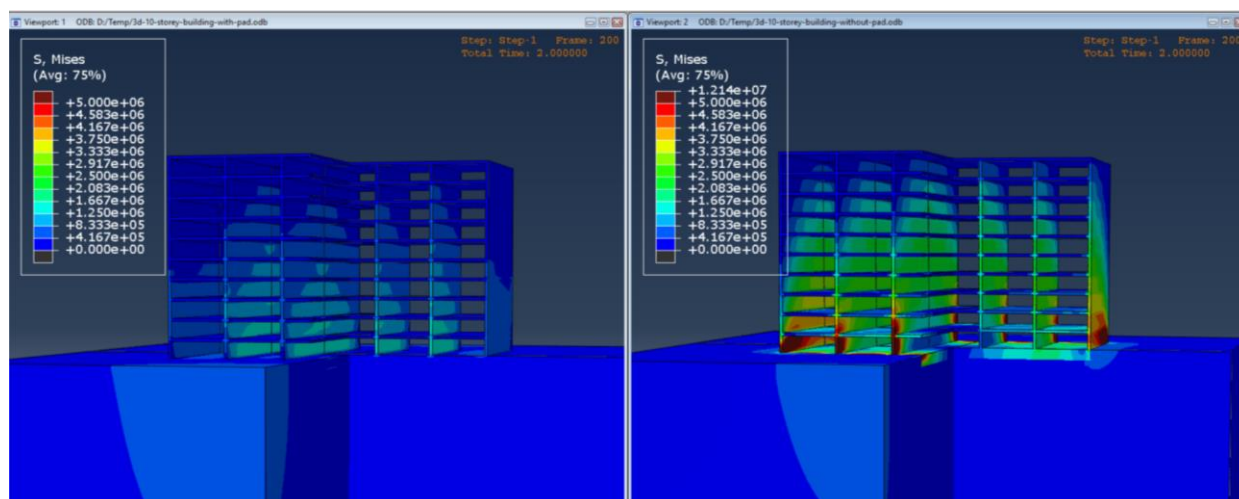 Viewport: 1 ODB: D:/Temp/3d-10-storey-building-with-pad.odb
Step: Step-1 Frame: 200
Total Time: 2.000000
S, Mises
(Avg: 75%)
+5.000e+06
+4.583e+06
+4.167e+06
+3.750e+06
+3.333e+06
+2.917e+06
+2.500e+06
+2.083e+06
+1.667e+06
+1.250e+06
+8.333e+05
+4.167e+05
+0.000e+00
Viewport: 2 ODB: D:/Temp/3d-10-storey-building-without-pad.odb
Step: Step-1 Frame: 200
Total Time: 2.000000
S, Mises
(Avg: 75%)
+1.214e+07
+5.000e+06
+4.583e+06
+4.167e+06
+3.750e+06
+3.333e+06
+2.917e+06
+2.500e+06
+2.083e+06
+1.667e+06
+1.250e+06
+8.333e+05
+4.167e+05
+0.000e+00